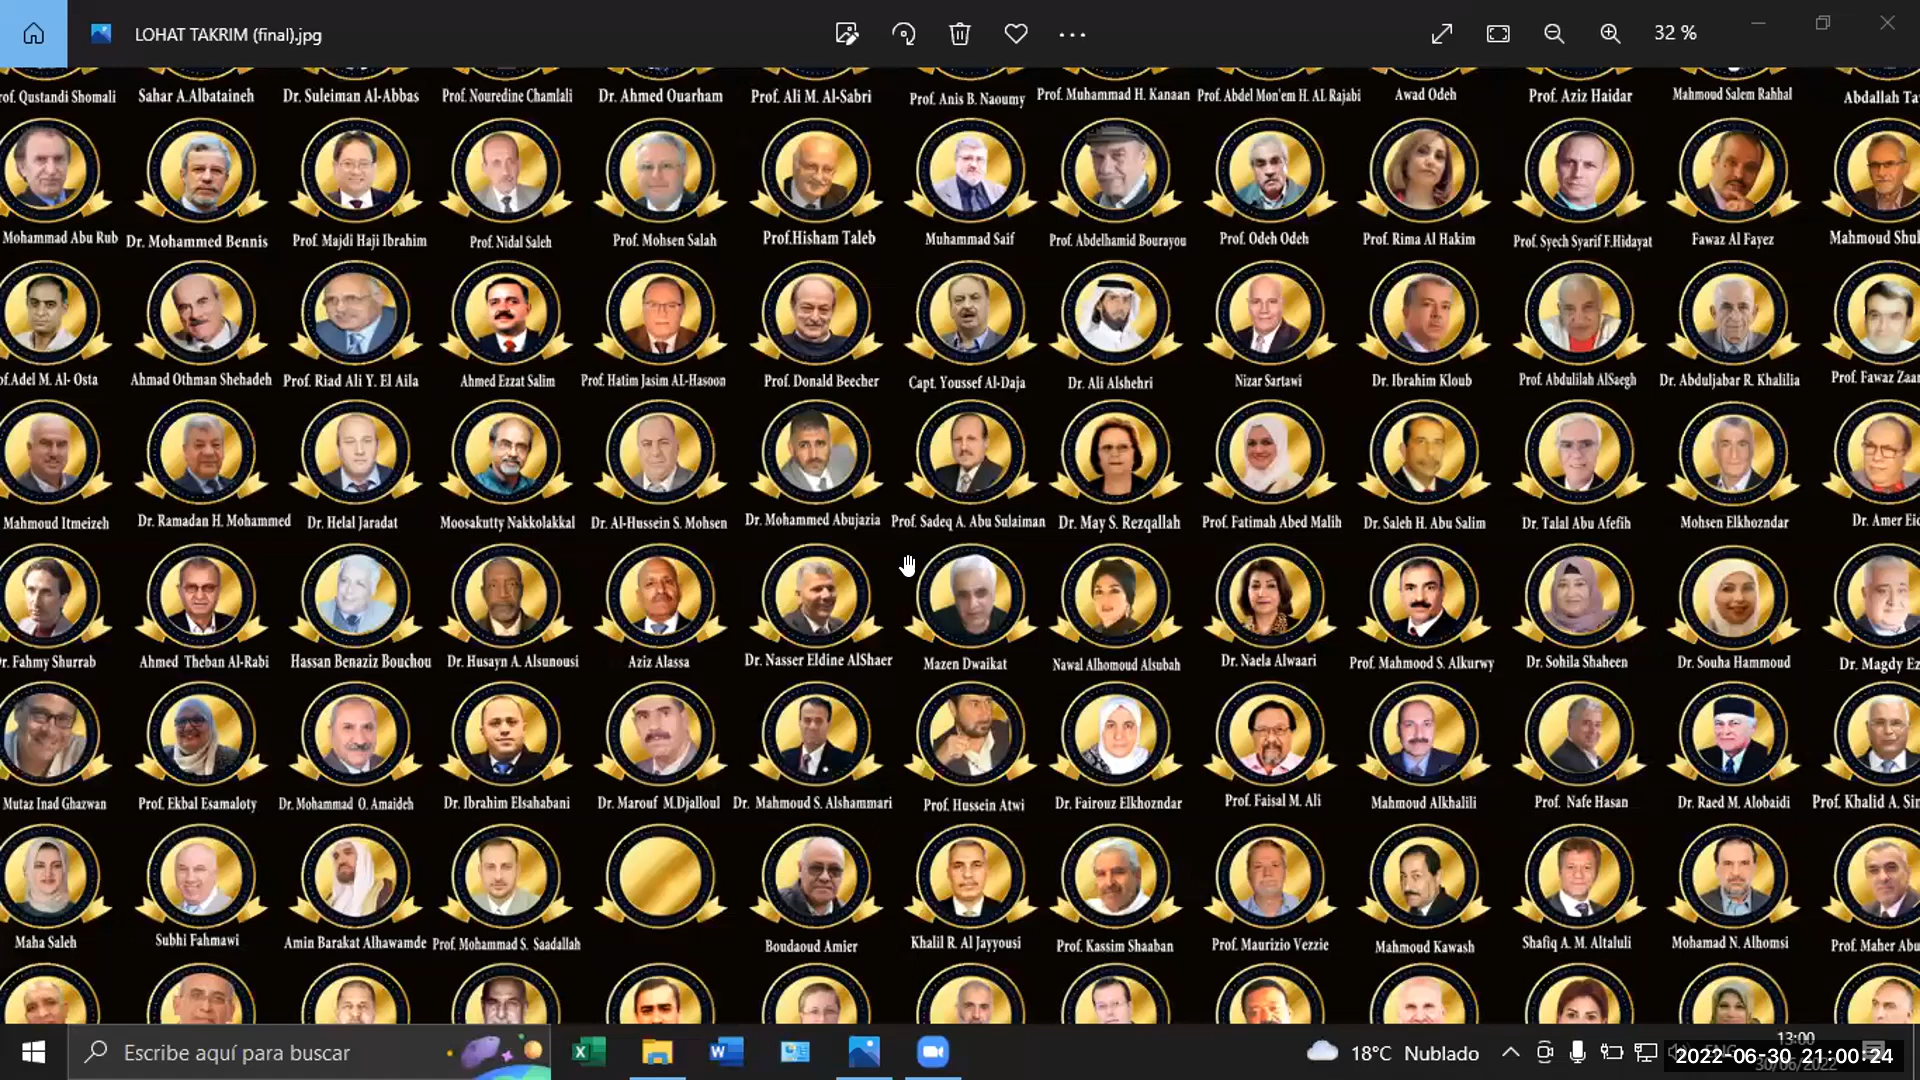 LOHAT TAKRIM (final).jpg
32 %
rof. Qustandi Shomali Sahar A.Albataineh Dr. Suleiman Al-Abbas Prof. Nouredine Chamlali Dr. Ahmed Ouarham Prof. Ali M. Al-Sabri Prof. Anis B. Naoumy Prof. Muhammad H. Kanaan Prof. Abdel Mon'em H. AL Rajabi Awad Odeh Prof. Aziz Haidar Mahmoud Salem Rahhal Abdallah Ta
Mohammad Abu Rub Dr. Mohammed Bennis Prof. Majdi Haji Ibrahim Prof. Nidal Saleh Prof. Mohsen Salah Prof.Hisham Taleb Muhammad Saif Prof. Abdelhamid Bourayou Prof. Odeh Odeh Prof. Rima Al Hakim Prof. Syech Syarif F.Hidayat Fawaz Al Fayez Mahmoud Shul
of.Adel M. Al- Osta Ahmad Othman Shehadeh Prof. Riad Ali Y. El Aila Ahmed Ezzat Salim Prof. Hatim Jasim AL-Hasoon Prof. Donald Beecher Capt. Youssef Al-Daja Dr. Ali Alshehri Nizar Sartawi Dr. Ibrahim Kloub Prof. Abdulilah AlSaegh Dr. Abduljabar R. Khalilia Prof. Fawaz Zaa
Mahmoud Itmeizeh Dr. Ramadan H. Mohammed Dr. Helal Jaradat Moosakutty Nakkolakkal Dr. Al-Hussein S. Mohsen Dr. Mohammed Abujazia Prof. Sadeq A. Abu Sulaiman Dr. May S. Rezqallah Prof. Fatimah Abed Malih Dr. Saleh H. Abu Salim Dr. Talal Abu Afefih Mohsen Elkhozndar Dr. Amer Ei
r. Fahmy Shurrab Ahmed Theban Al-Rabi Hassan Benaziz Bouchou Dr. Husayn A. Alsunousi Aziz Alassa Dr. Nasser Eldine AlShaer Mazen Dwaikat Nawal Alhomoud Alsubah Dr. Naela Alwaari Prof. Mahmood S. Alkurwy Dr. Sohila Shaheen Dr. Souha Hammoud Dr. Magdy Ez
Mutaz Inad Ghazwan Prof. Ekbal Esamaloty Dr. Mohammad O. Amaideh Dr. Ibrahim Elsahabani Dr. Marouf M.Djalloul Dr. Mahmoud S. Alshammari Prof. Hussein Atwi Dr. Fairouz Elkhozndar Prof. Faisal M. Ali Mahmoud Alkhalili Prof. Nafe Hasan Dr. Raed M. Alobaidi Prof. Khalid A. Sin
Maha Saleh Subhi Fahmawi Amin Barakat Alhawamde Prof. Mohammad S. Saadallah Boudaoud Amier Khalil R. Al Jayyousi Prof. Kassim Shaaban Prof. Maurizio Vezzie Mahmoud Kawash Shafiq A. M. Altaluli Mohamad N. Alhomsi Prof. Maher Abu
Escribe aquí para buscar
18°C Nublado
13:00
30/06/2022
2022-06-30 21:00:24